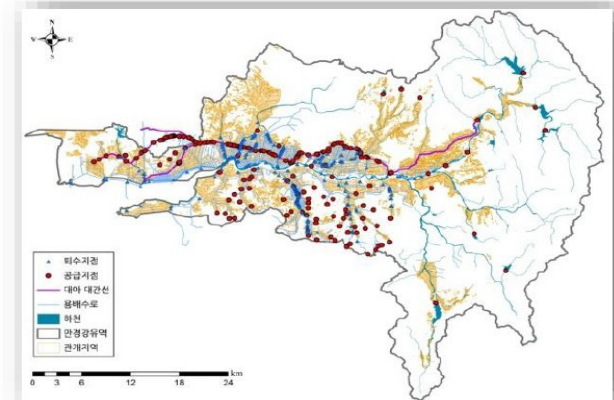 N
W E
S
퇴수지점
공급지점
대아 대간선
용배수로
하천
만경강유역
관개지역
km
0 3 6 12 18 24